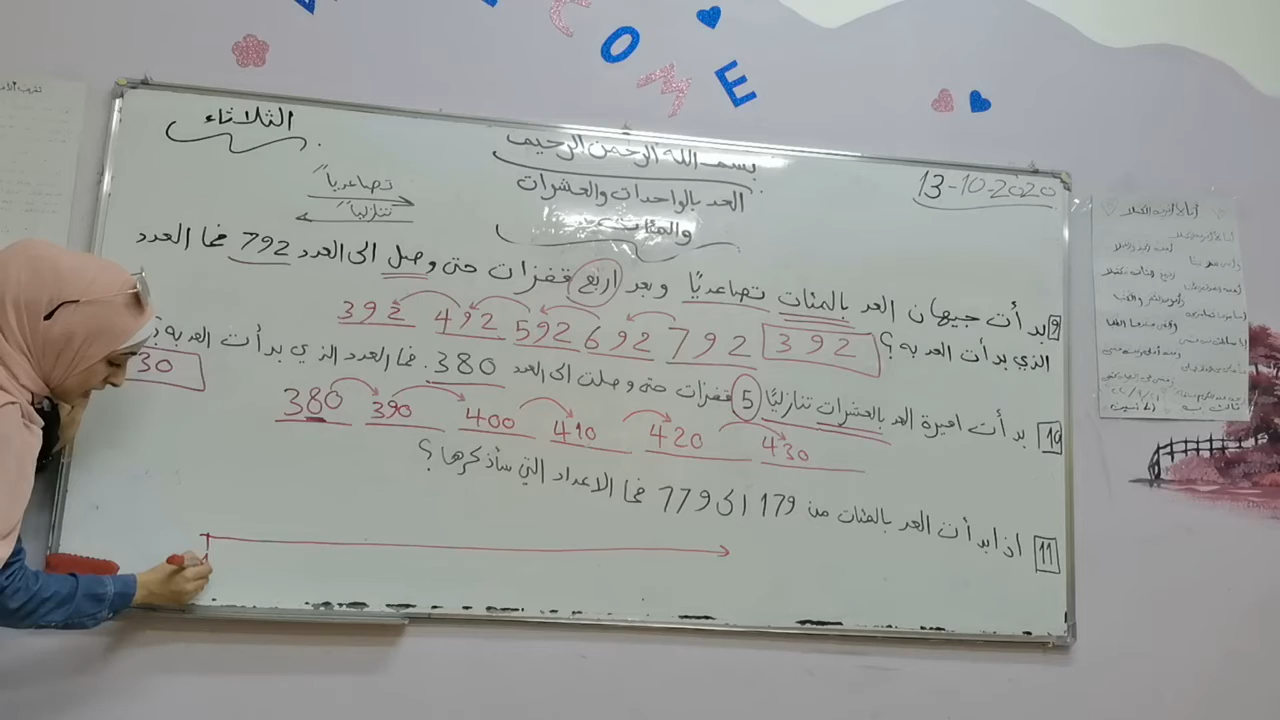 COME
الثلاثاء
بسم الله الرحمن الرحيم
13-10-2020
العد بالواحدات والعشرات
والمئات
تصاعدياً
تنازلياً
9 بدأت جيهان العد بالمئات تصاعديًا وبعد اربع قفزات حتى وصل الى العدد 792 فما العدد
الذي بدأت العد به؟ 392 792 692 592 492 392
10 بدأت اميرة العد بالعشرات تنازليًا 5 قفزات حتى وصلت الى العدد 380. فما العدد الذي بدأت العد به؟
30
380 390 400 410 420 430
11 اذا بدأت العد بالمئات من 179 الى 779 فما الاعداد التي سأذكرها؟